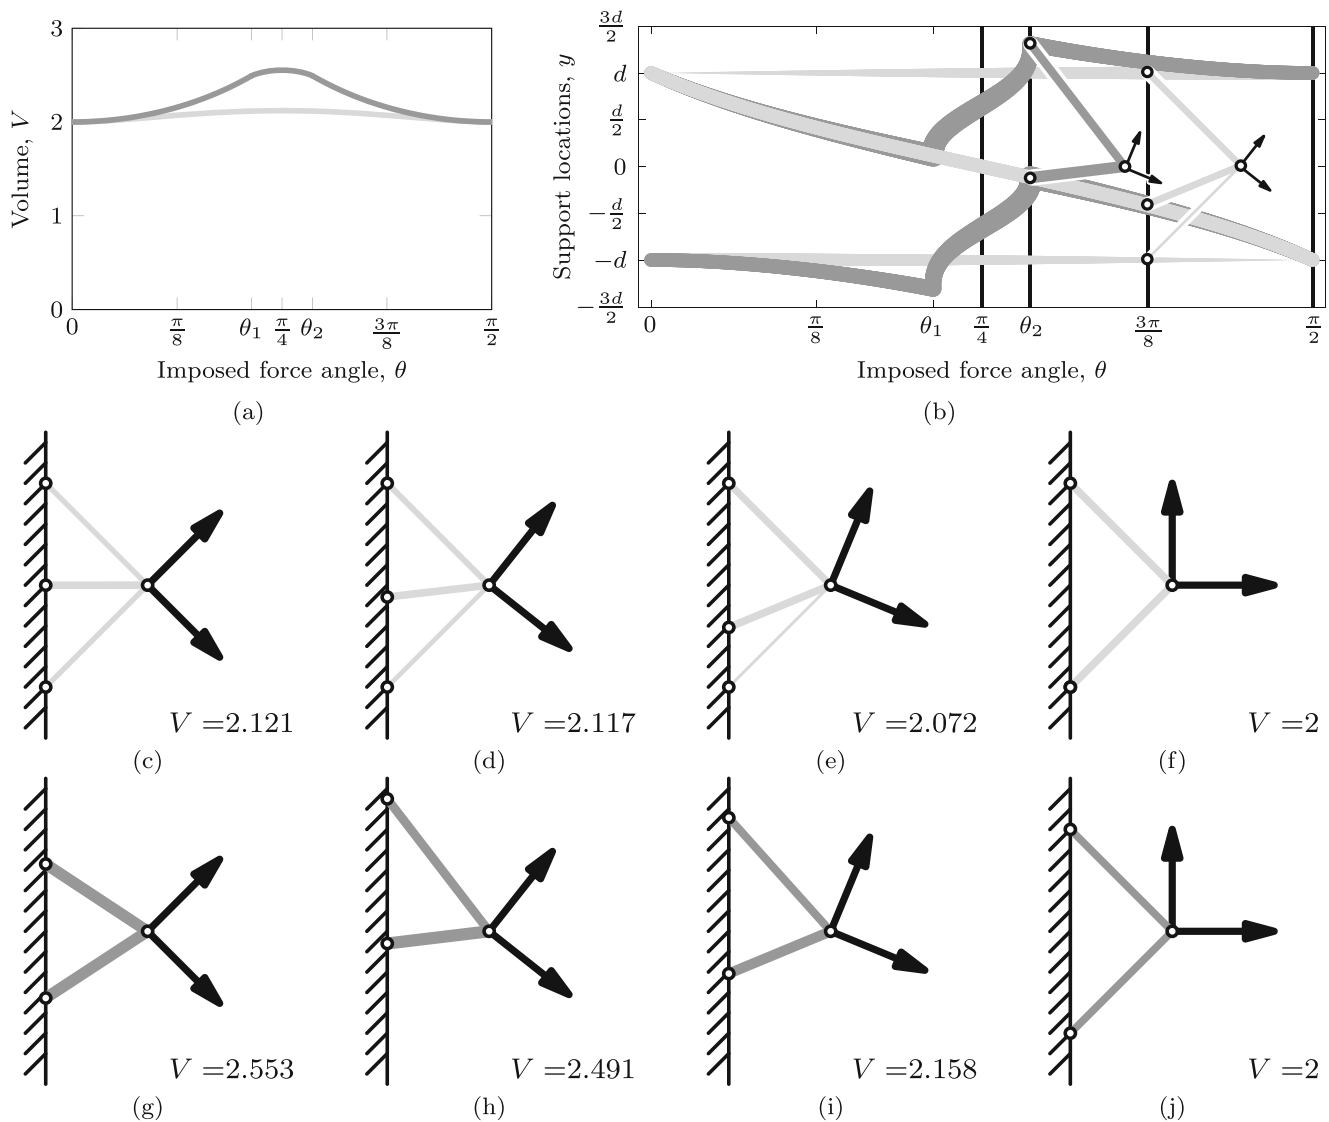 3
2
1
0
Volume, V
0 π/8 θ₁ π/4 θ₂ 3π/8 π/2
Imposed force angle, θ
(a)
3d/2
d
d/2
0
−d/2
−d
−3d/2
Support locations, y
0 π/8 θ₁ π/4 θ₂ 3π/8 π/2
Imposed force angle, θ
(b)
V =2.121
V =2.117
V =2.072
V =2
(c)
(d)
(e)
(f)
V =2.553
V =2.491
V =2.158
V =2
(g)
(h)
(i)
(j)